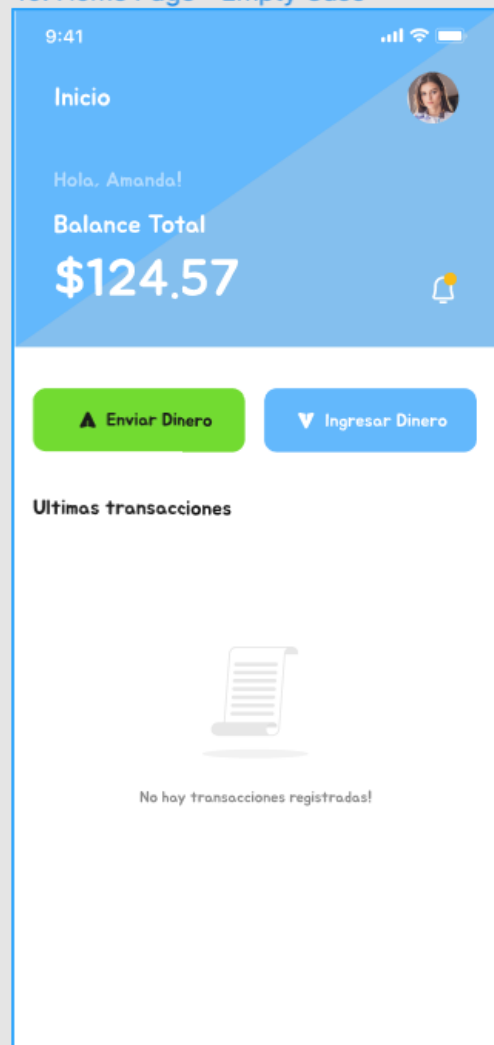 9:41
Inicio
Hola, Amanda!
Balance Total
$124.57
Enviar Dinero
Ingresar Dinero
Ultimas transacciones
No hay transacciones registradas!